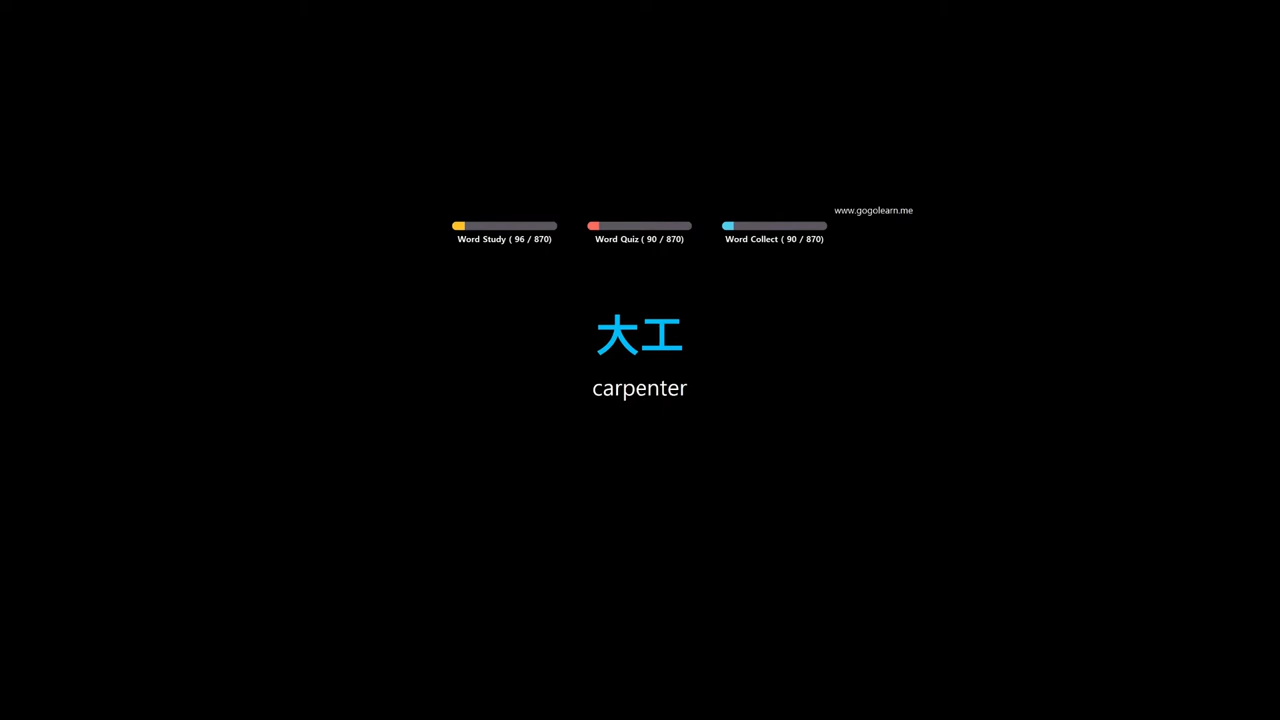 www.gogolearn.me
Word Study ( 96 / 870)
Word Quiz ( 90 / 870)
Word Collect ( 90 / 870)
大工
carpenter